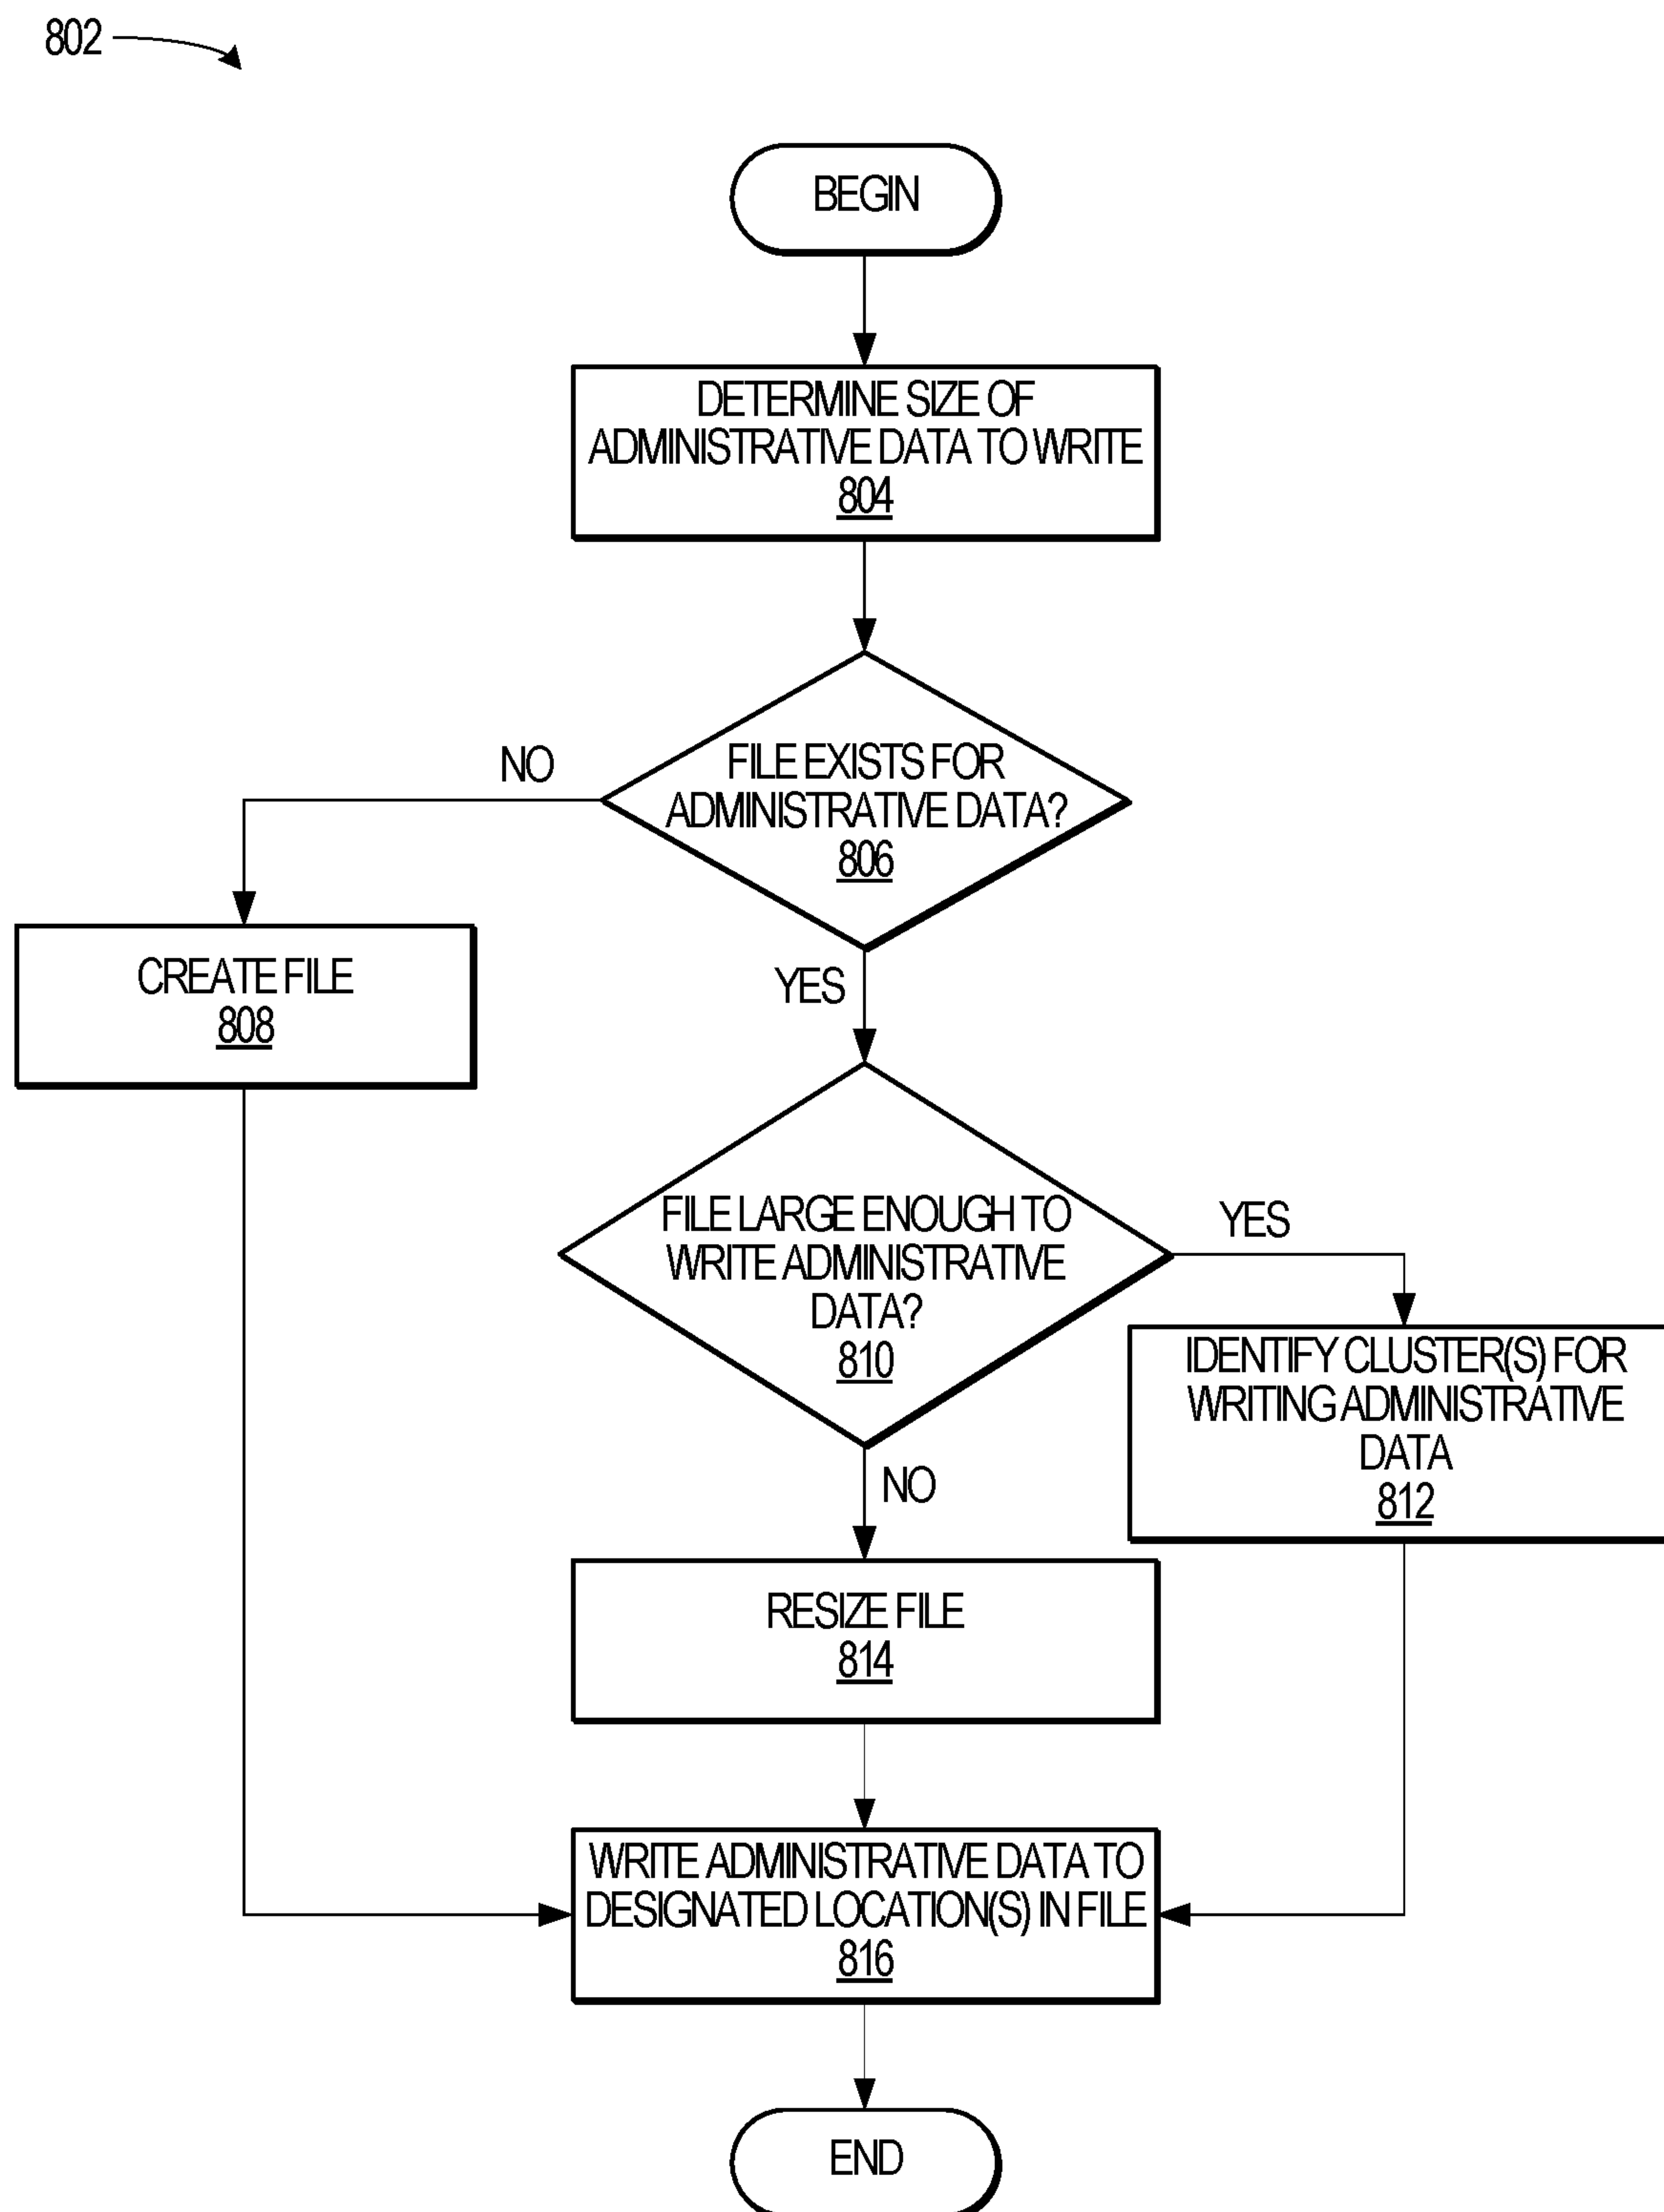 802
BEGIN
DETERMINE SIZE OF
ADMINISTRATIVE DATA TO WRITE
804
NO
FILE EXISTS FOR
ADMINISTRATIVE DATA?
806
CREATE FILE
808
YES
FILE LARGE ENOUGH TO
WRITE ADMINISTRATIVE
DATA?
810
YES
IDENTIFY CLUSTER(S) FOR
WRITING ADMINISTRATIVE
DATA
812
NO
RESIZE FILE
814
WRITE ADMINISTRATIVE DATA TO
DESIGNATED LOCATION(S) IN FILE
816
END